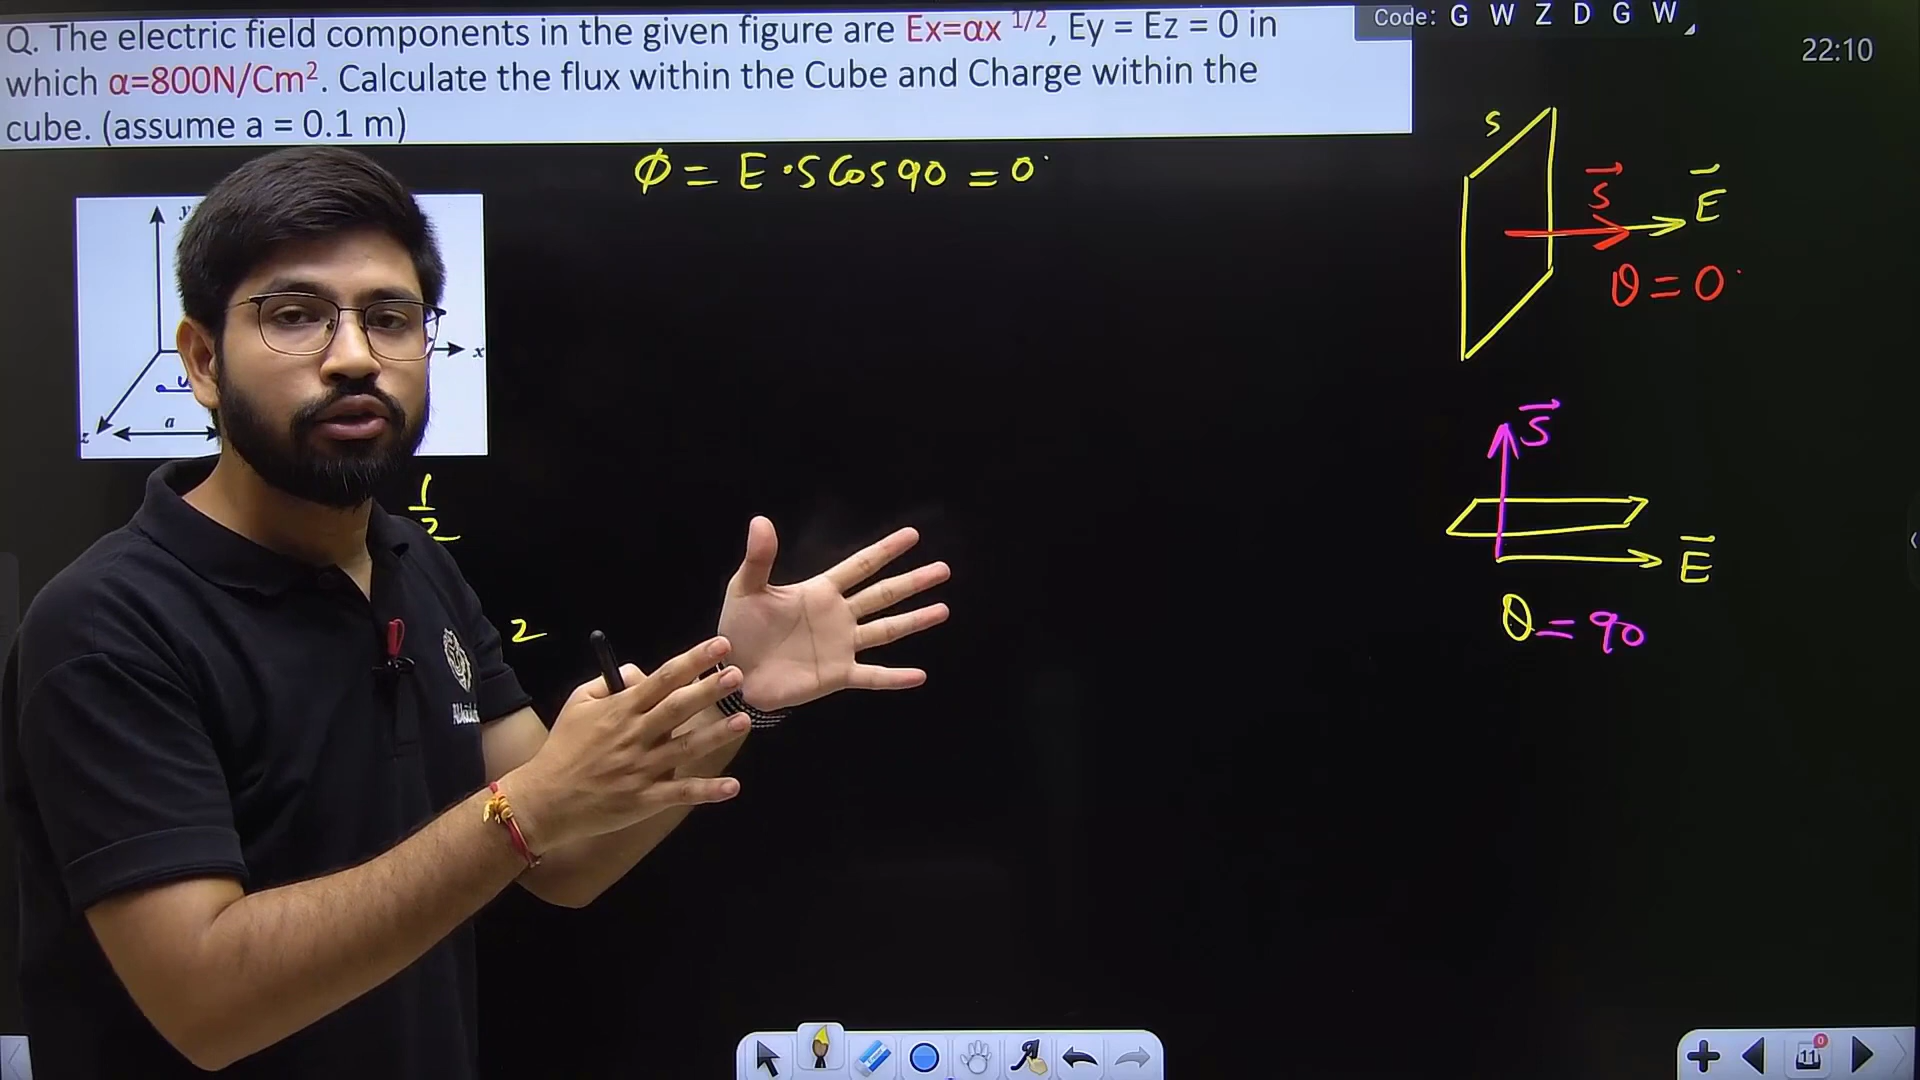 Code: G W Z D G W
22:10
Q. The electric field components in the given figure are Ex=αx 1/2, Ey = Ez = 0 in
which α=800N/Cm2. Calculate the flux within the Cube and Charge within the
cube. (assume a = 0.1 m)
ϕ = E·S Cos 90 = 0
y
x
z
a
1/2
2
S
S⃗
E⃗
θ = 0
S⃗
E⃗
θ = 90
11
0